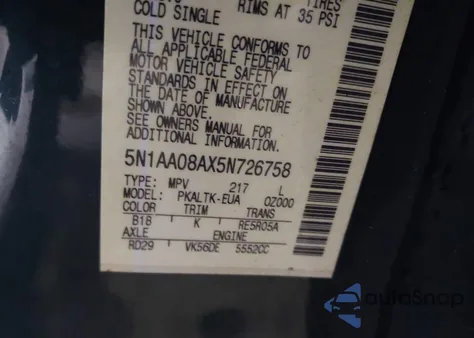 TIRES
COLD SINGLE RIMS AT 35 PSI
THIS VEHICLE CONFORMS TO
ALL APPLICABLE FEDERAL
MOTOR VEHICLE SAFETY
STANDARDS IN EFFECT ON
THE DATE OF MANUFACTURE
SHOWN ABOVE.
SEE OWNERS MANUAL FOR
ADDITIONAL INFORMATION.
5N1AA08AX5N726758
TYPE: MPV 217 L
MODEL: PKALTK-EUA QZ000
COLOR TRIM TRANS
B18 K RE5R05A
AXLE ENGINE
RD29 VK56DE 5552CC
autoSnap